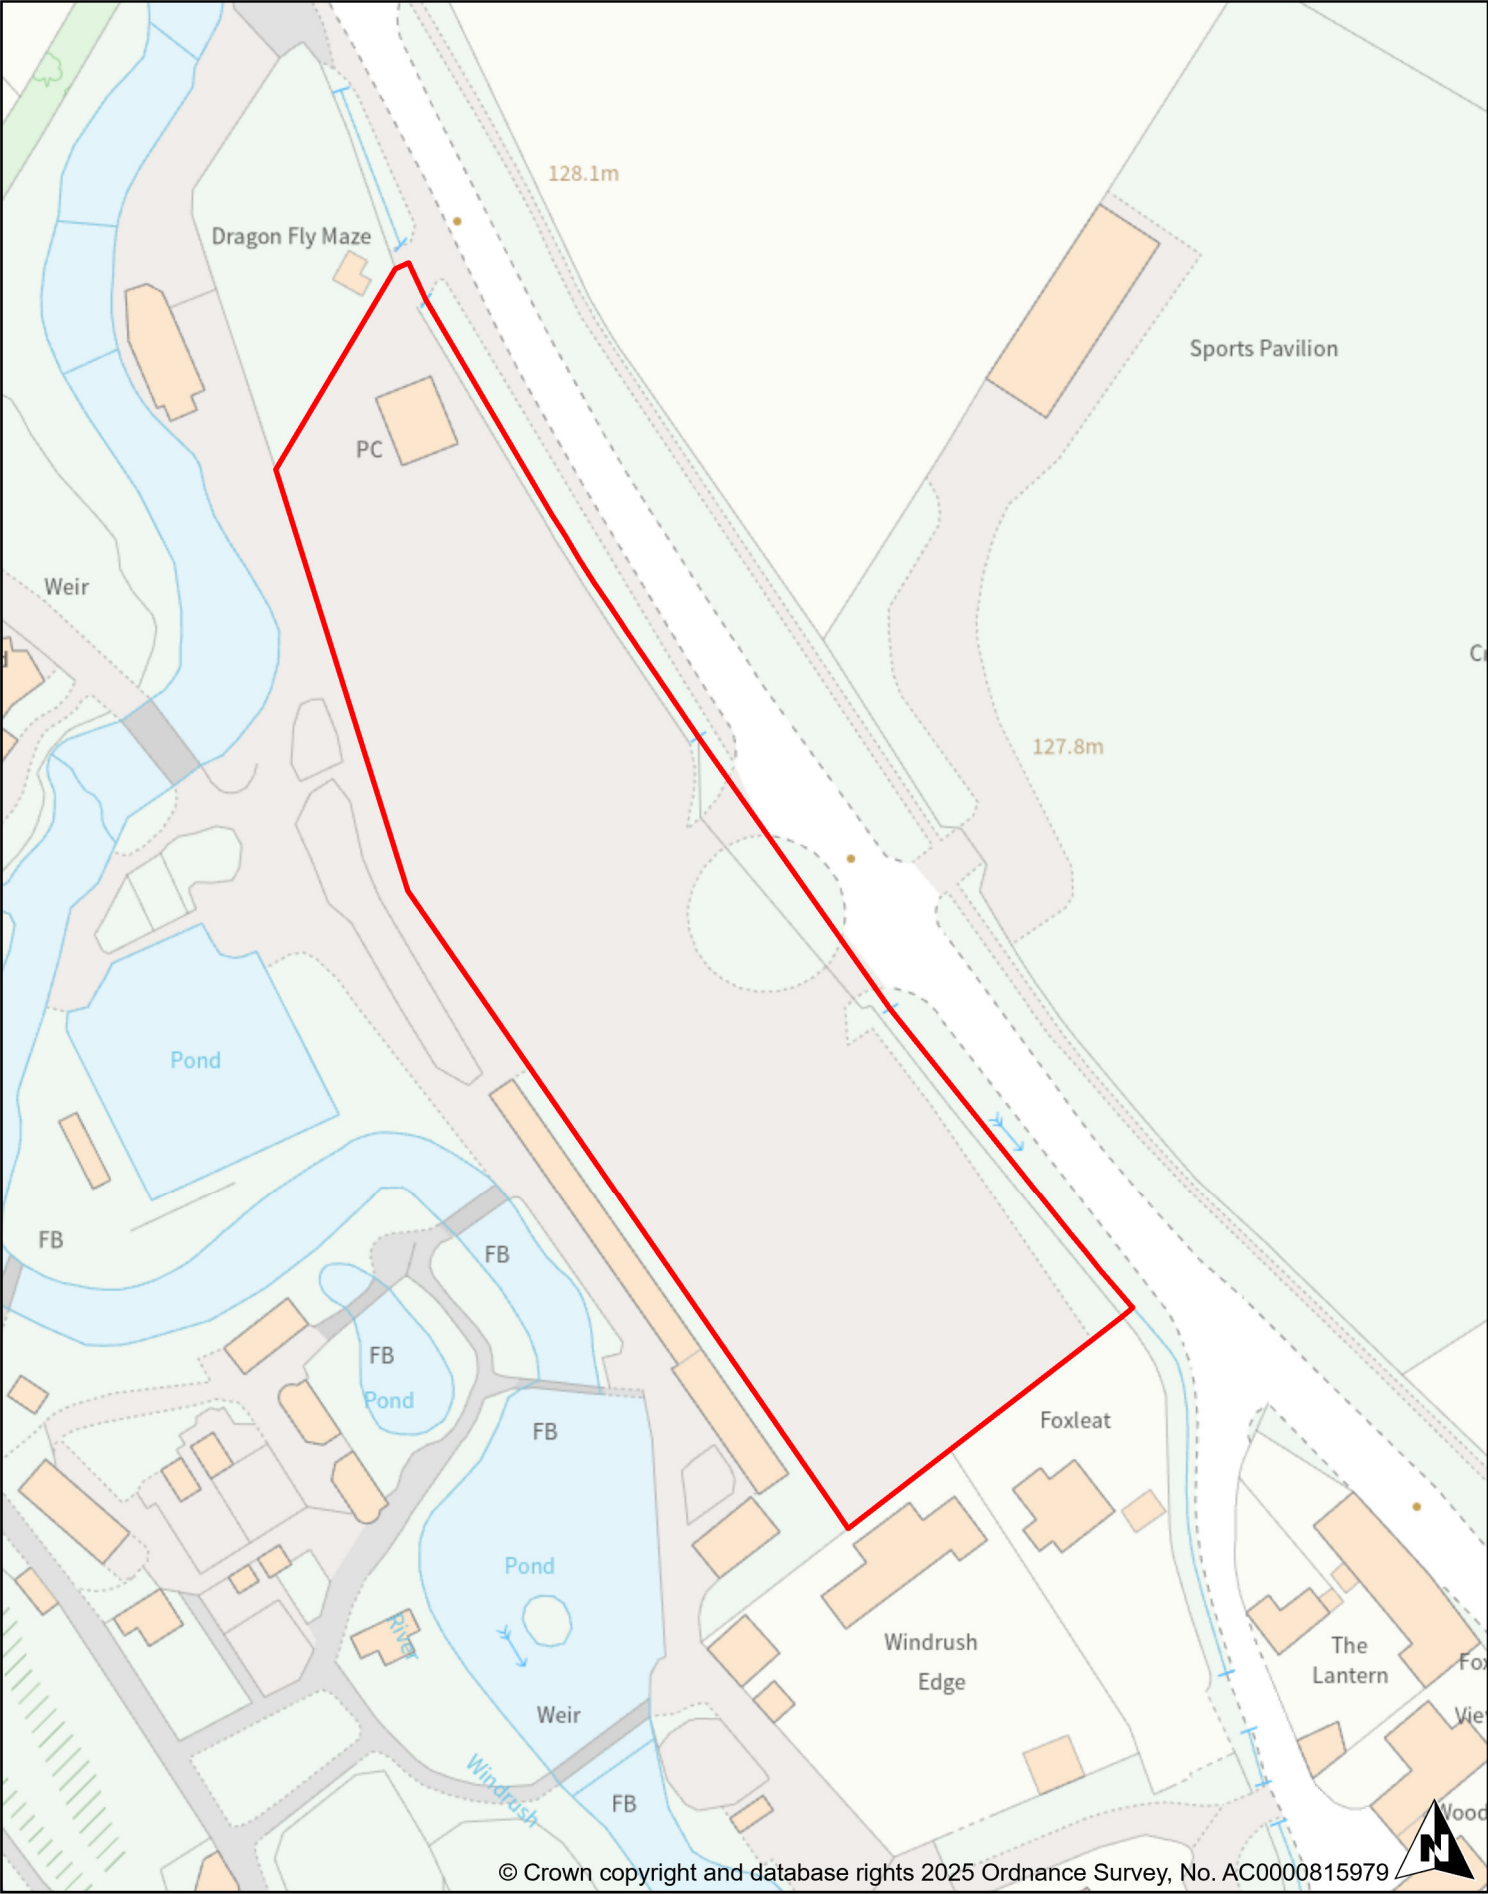 128.1m
Dragon Fly Maze
Sports Pavilion
PC
Weir
127.8m
Pond
FB
FB
FB
Pond
Foxleat
FB
Pond
River
Windrush
Edge
The
Lantern
Weir
Windrush
FB
© Crown copyright and database rights 2025 Ordnance Survey, No. AC0000815979
N